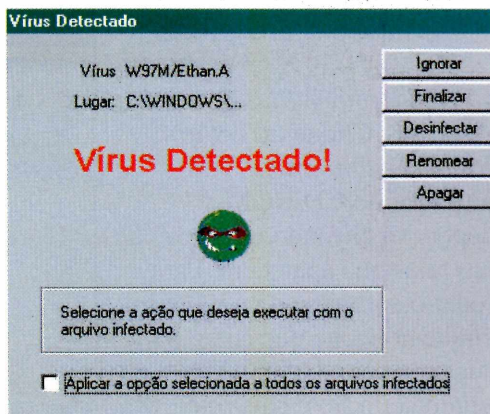 Vírus Detectado
Vírus W97M/Ethan.A
Lugar: C:\WINDOWS\...
Vírus Detectado!
Selecione a ação que deseja executar com o
arquivo infectado.
Aplicar a opção selecionada a todos os arquivos infectados
Ignorar
Finalizar
Desinfectar
Renomear
Apagar